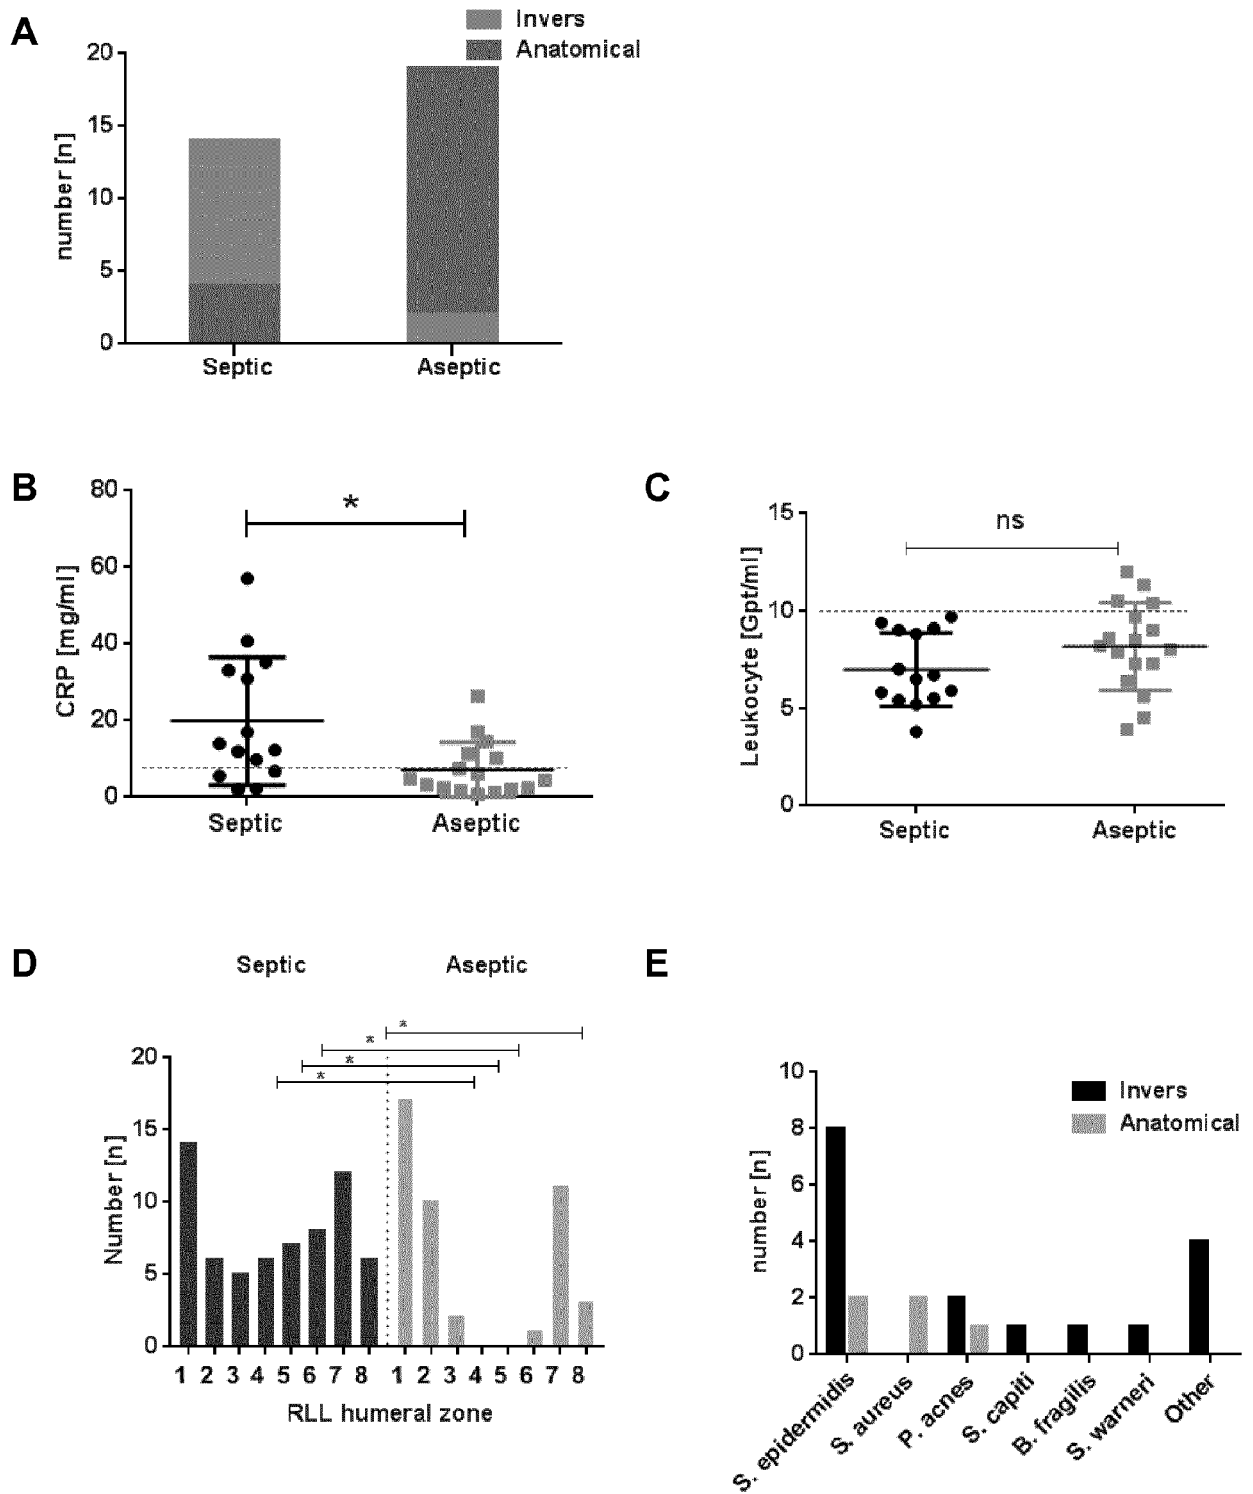 A
Invers
Anatomical
20
15
10
5
0
number [n]
Septic
Aseptic
B
80
60
40
20
0
CRP [mg/ml]
*
Septic
Aseptic
C
15
10
5
0
Leukocyte [Gpt/ml]
ns
Septic
Aseptic
D
Septic
Aseptic
*
*
*
*
20
15
10
5
0
Number [n]
1 2 3 4 5 6 7 8 1 2 3 4 5 6 7 8
RLL humeral zone
E
Invers
Anatomical
10
8
6
4
2
0
number [n]
S. epidermidis
S. aureus
P. acnes
S. capiti
B. fragilis
S. warneri
Other